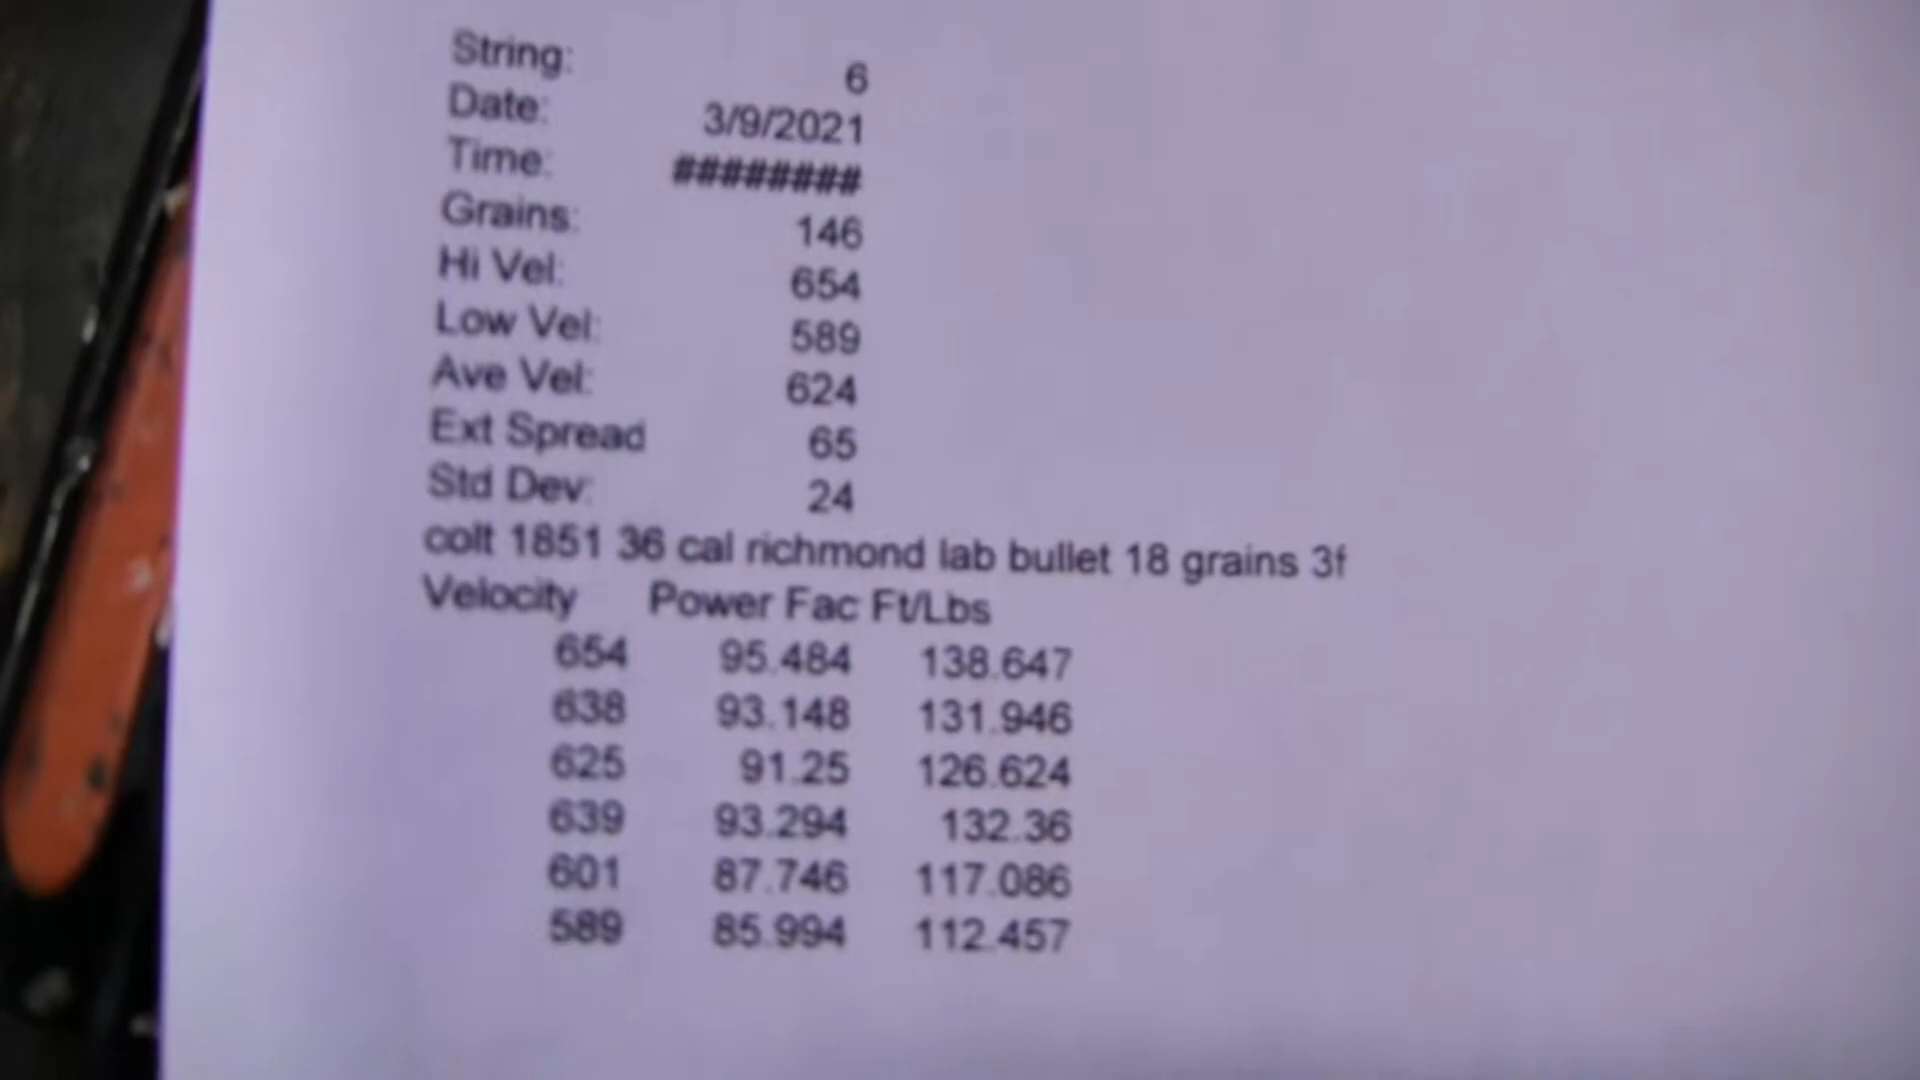 String: 6
Date: 3/9/2021
Time: ########
Grains: 146
Hi Vel: 654
Low Vel: 589
Ave Vel: 624
Ext Spread 65
Std Dev: 24
colt 1851 36 cal richmond lab bullet 18 grains 3f
Velocity Power Fac Ft/Lbs
654 95.484 138.647
638 93.148 131.946
625 91.25 126.624
639 93.294 132.36
601 87.746 117.086
589 85.994 112.457